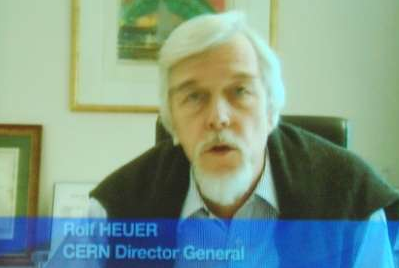 Rolf HEUER
CERN Director General